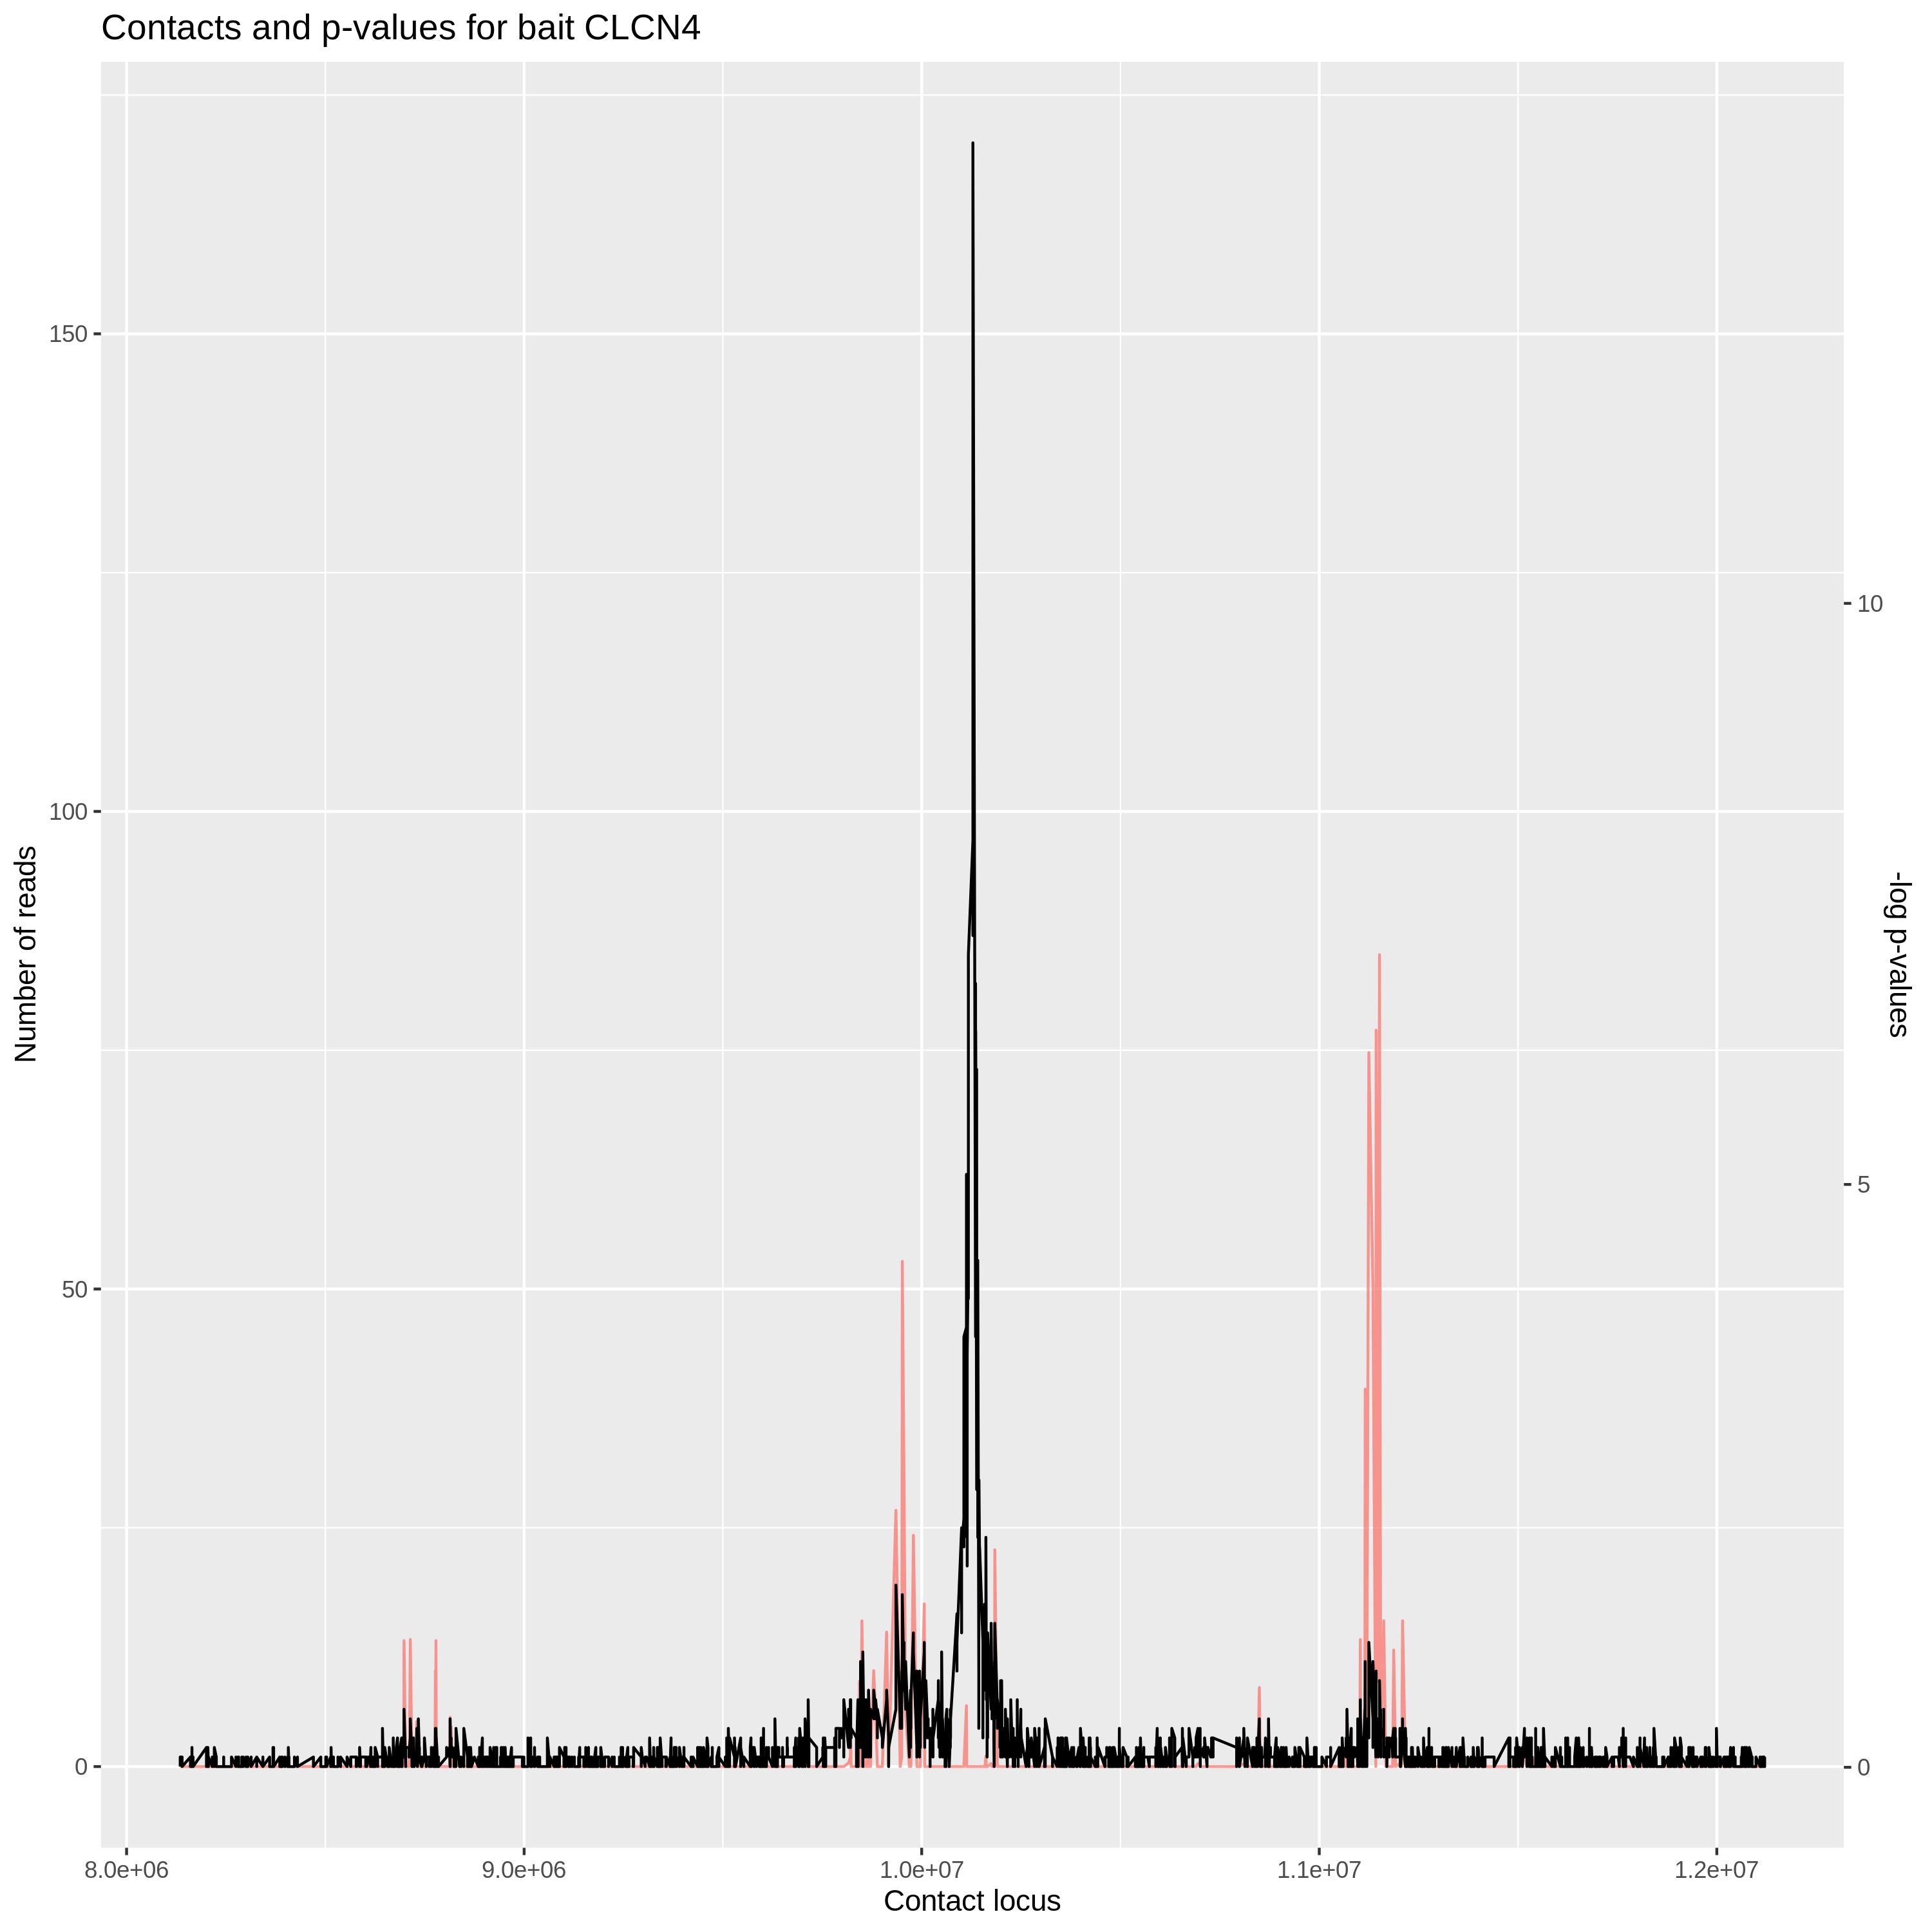 Contacts and p-values for bait CLCN4
150
100
50
0
Number of reads
10
5
0
-log p-values
8.0e+06
9.0e+06
1.0e+07
1.1e+07
1.2e+07
Contact locus